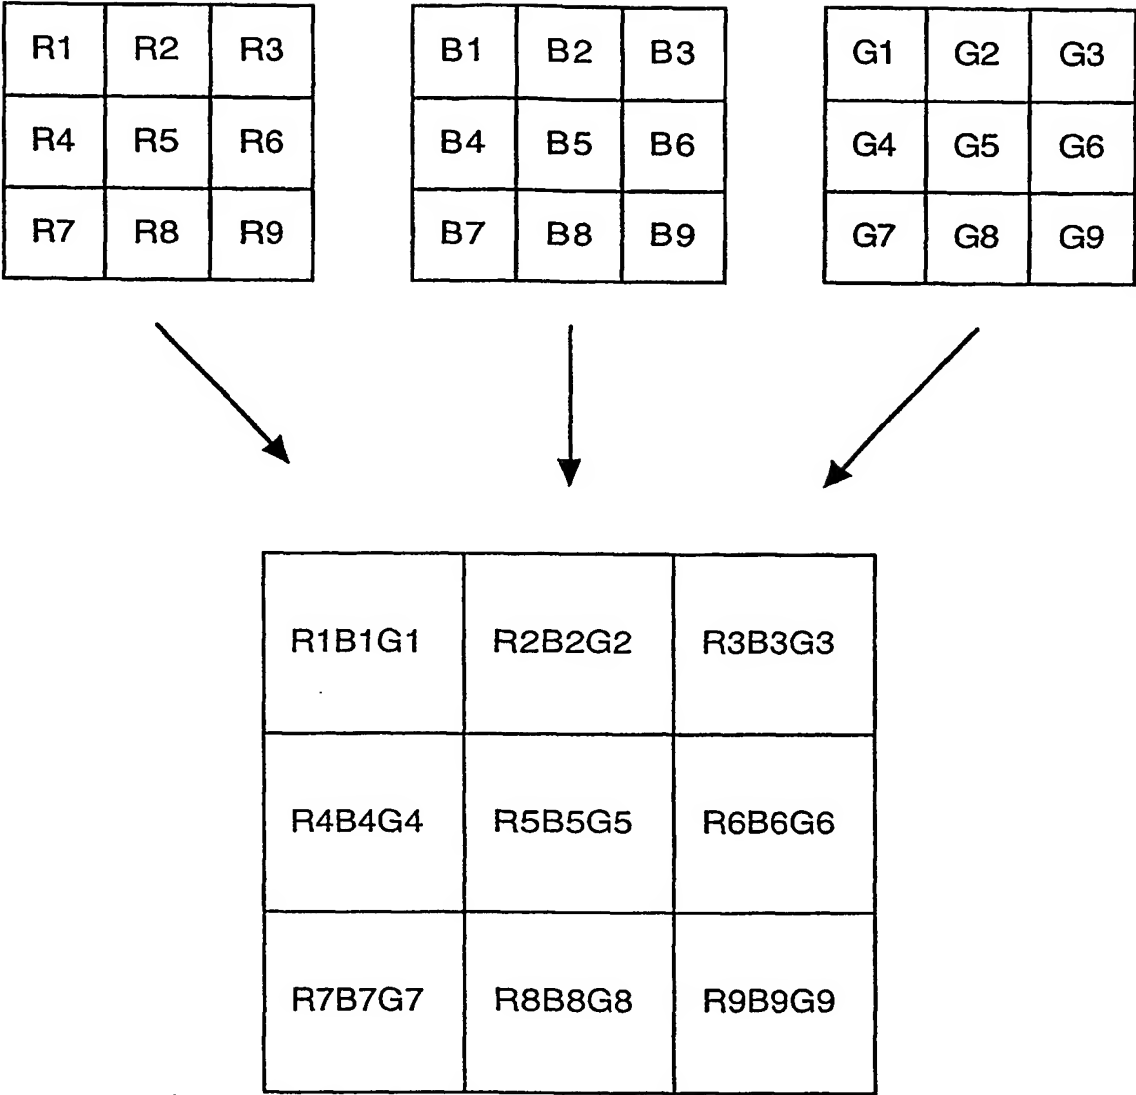 R1 R2 R3 B1 B2 B3 G1 G2 G3
R4 R5 R6 B4 B5 B6 G4 G5 G6
R7 R8 R9 B7 B8 B9 G7 G8 G9
R1B1G1 R2B2G2 R3B3G3
R4B4G4 R5B5G5 R6B6G6
R7B7G7 R8B8G8 R9B9G9